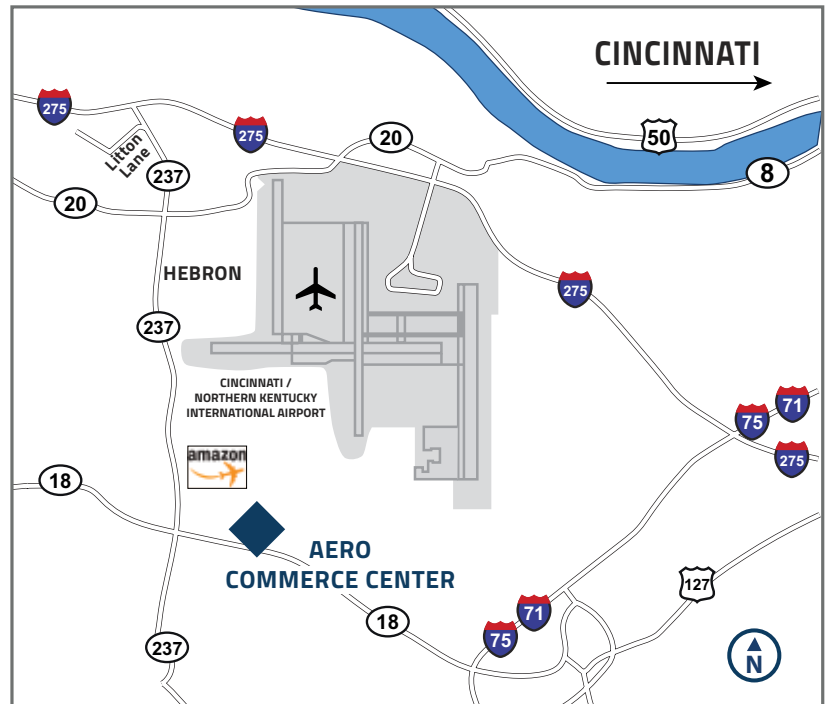 CINCINNATI
275
275
20
50
Litton
Lane
237
8
20
HEBRON
275
237
CINCINNATI /
NORTHERN KENTUCKY
INTERNATIONAL AIRPORT
71
75
275
amazon
18
AERO
COMMERCE CENTER
127
71
18
75
237
N